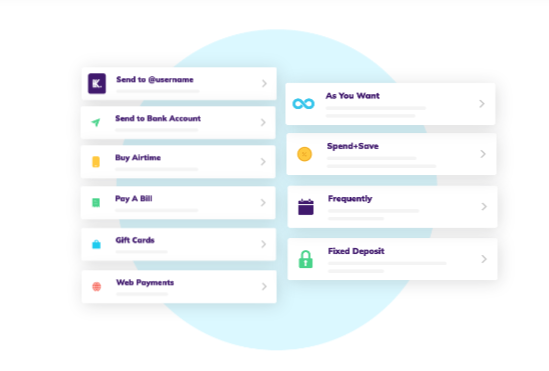 K.
Send to @username
Send to Bank Account
Buy Airtime
Pay A Bill
Gift Cards
Web Payments
As You Want
Spend+Save
Frequently
Fixed Deposit